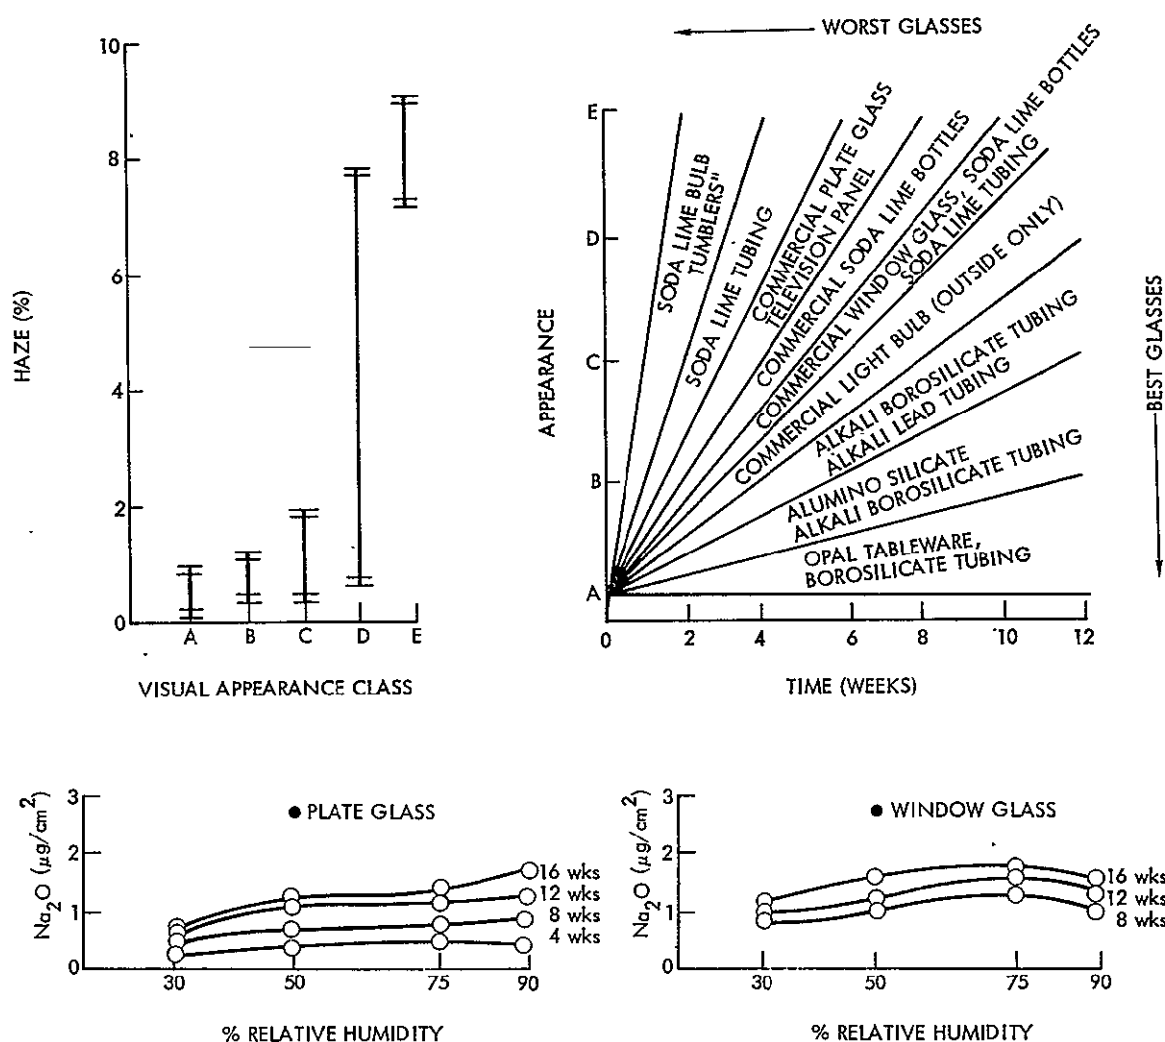 10
8
6
4
2
0
HAZE (%)
A B C D E
VISUAL APPEARANCE CLASS
WORST GLASSES
E
D
C
B
A
APPEARANCE
SODA LIME BULB
TUMBLERS"
SODA LIME TUBING
COMMERCIAL PLATE GLASS
TELEVISION PANEL
COMMERCIAL SODA LIME BOTTLES
COMMERCIAL WINDOW GLASS, SODA LIME BOTTLES
SODA LIME TUBING
COMMERCIAL LIGHT BULB (OUTSIDE ONLY)
ALKALI BOROSILICATE TUBING
ALKALI LEAD TUBING
ALUMINO SILICATE
ALKALI BOROSILICATE TUBING
OPAL TABLEWARE,
BOROSILICATE TUBING
BEST GLASSES
0 2 4 6 8 10 12
TIME (WEEKS)
3
2
1
0
Na2O (μg/cm2)
PLATE GLASS
16 wks
12 wks
8 wks
4 wks
30 50 75 90
% RELATIVE HUMIDITY
3
2
1
0
Na2O (μg/cm2)
WINDOW GLASS
16 wks
12 wks
8 wks
30 50 75 90
% RELATIVE HUMIDITY